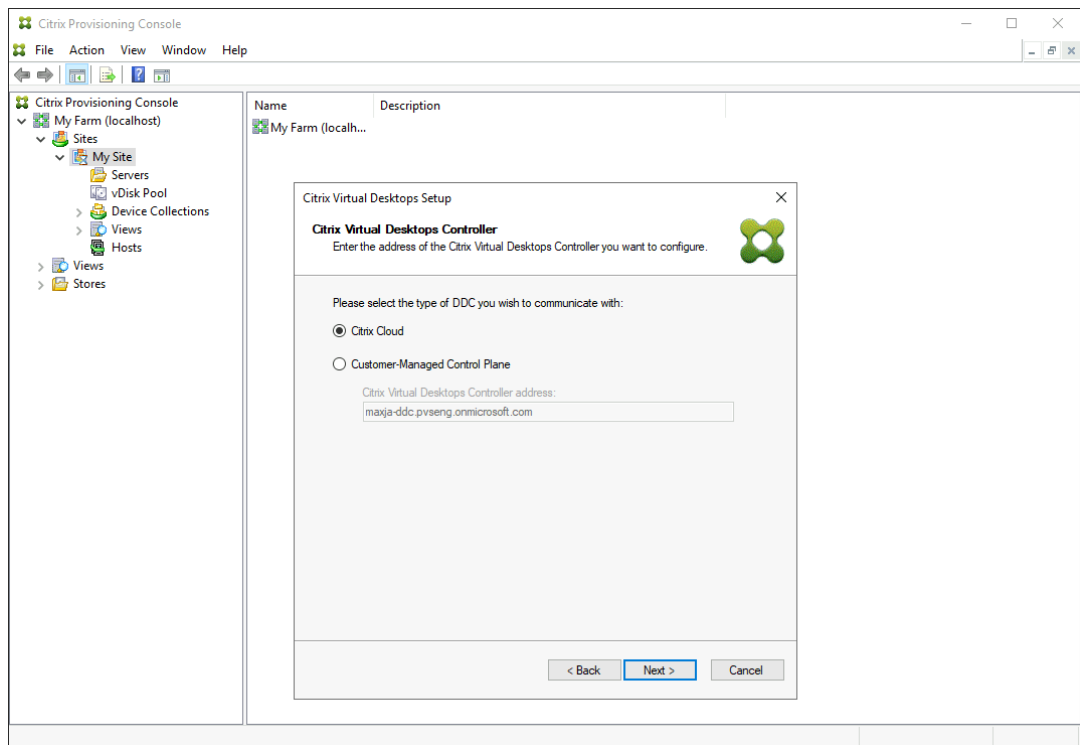 Citrix Provisioning Console
File Action View Window Help
Citrix Provisioning Console
My Farm (localhost)
Sites
My Site
Servers
vDisk Pool
Device Collections
Views
Hosts
Views
Stores
Name Description
My Farm (localh...
Citrix Virtual Desktops Setup
Citrix Virtual Desktops Controller
Enter the address of the Citrix Virtual Desktops Controller you want to configure.
Please select the type of DDC you wish to communicate with:
Citrix Cloud
Customer-Managed Control Plane
Citrix Virtual Desktops Controller address:
maxja-ddc.pvseng.onmicrosoft.com
< Back Next > Cancel